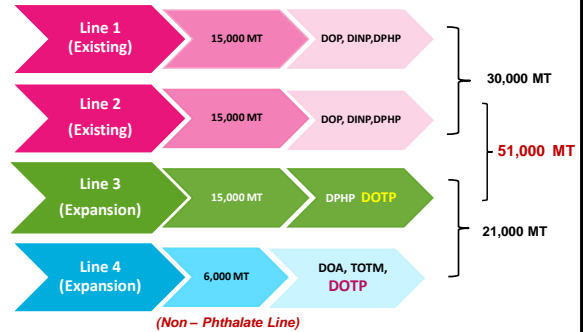 Line 1
(Existing)
15,000 MT
DOP, DINP,DPHP
30,000 MT
Line 2
(Existing)
15,000 MT
DOP, DINP,DPHP
51,000 MT
Line 3
(Expansion)
15,000 MT
DPHP DOTP
21,000 MT
Line 4
(Expansion)
6,000 MT
DOA, TOTM,
DOTP
(Non – Phthalate Line)